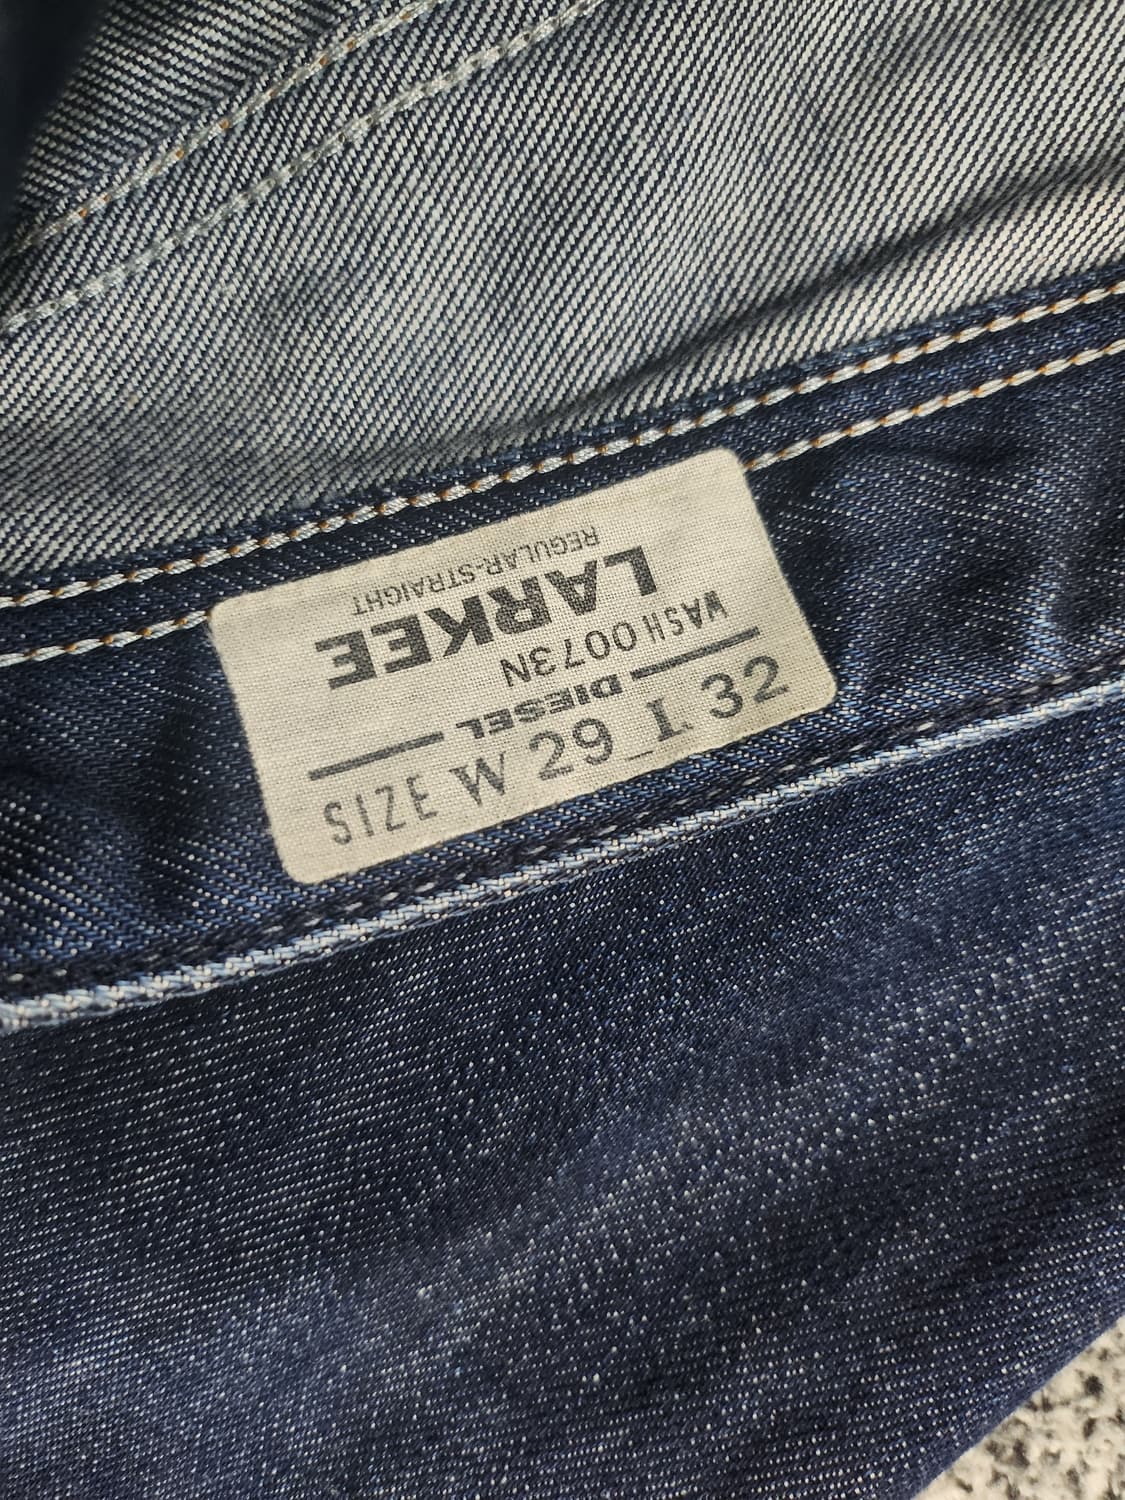 LARKEE
REGULAR-STRAIGHT
WASH 0073N
DIESEL
SIZE W 29 L 32